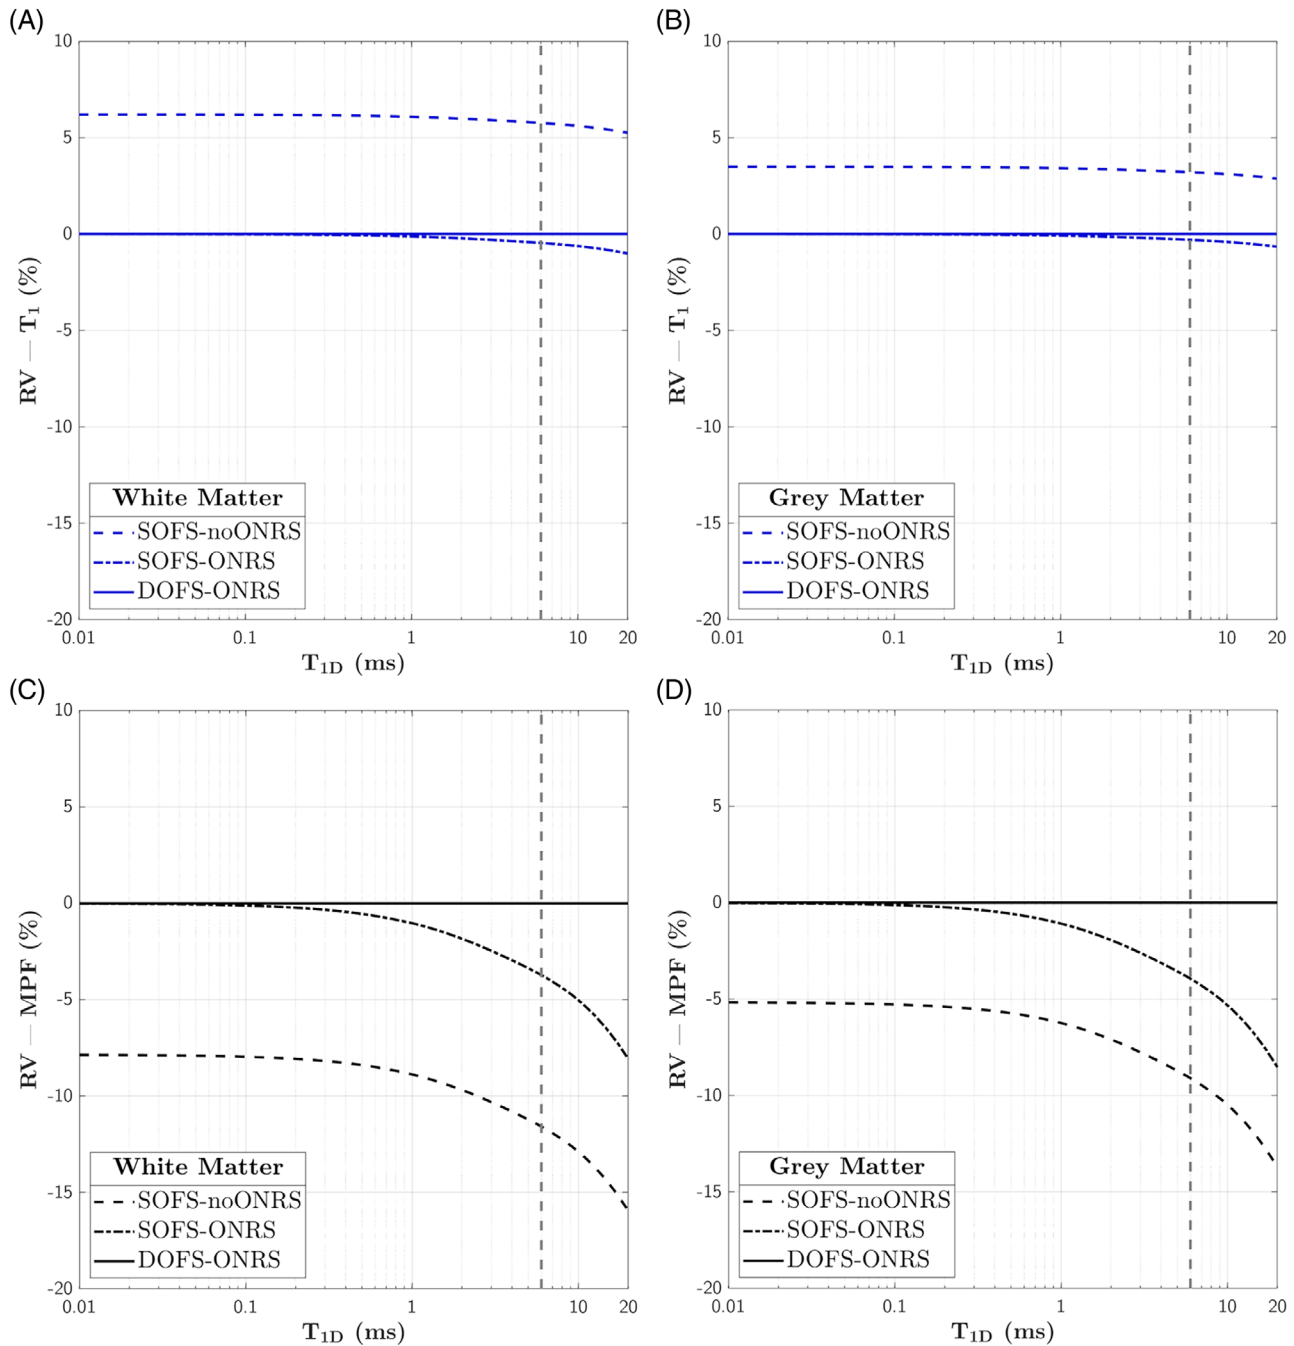 (A)
10
5
0
-5
-10
-15
-20
RV — T1 (%)
White Matter
SOFS-noONRS
SOFS-ONRS
DOFS-ONRS
0.01 0.1 1 10 20
T1D (ms)
(B)
10
5
0
-5
-10
-15
-20
RV — T1 (%)
Grey Matter
SOFS-noONRS
SOFS-ONRS
DOFS-ONRS
0.01 0.1 1 10 20
T1D (ms)
(C)
10
5
0
-5
-10
-15
-20
RV — MPF (%)
White Matter
SOFS-noONRS
SOFS-ONRS
DOFS-ONRS
0.01 0.1 1 10 20
T1D (ms)
(D)
10
5
0
-5
-10
-15
-20
RV — MPF (%)
Grey Matter
SOFS-noONRS
SOFS-ONRS
DOFS-ONRS
0.01 0.1 1 10 20
T1D (ms)